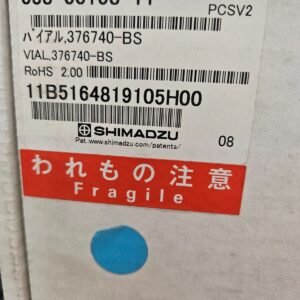 PCSV2
バイアル,376740-BS
VIAL,376740-BS
RoHS 2.00
11B5164819105H00
SHIMADZU
08
Pat.:www.shimadzu.com/patents/
われもの注意
Fragile